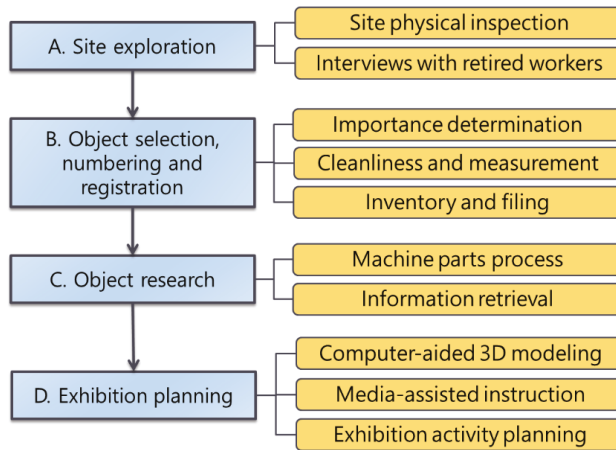 A. Site exploration
Site physical inspection
Interviews with retired workers
B. Object selection,
numbering and
registration
Importance determination
Cleanliness and measurement
Inventory and filing
C. Object research
Machine parts process
Information retrieval
D. Exhibition planning
Computer-aided 3D modeling
Media-assisted instruction
Exhibition activity planning